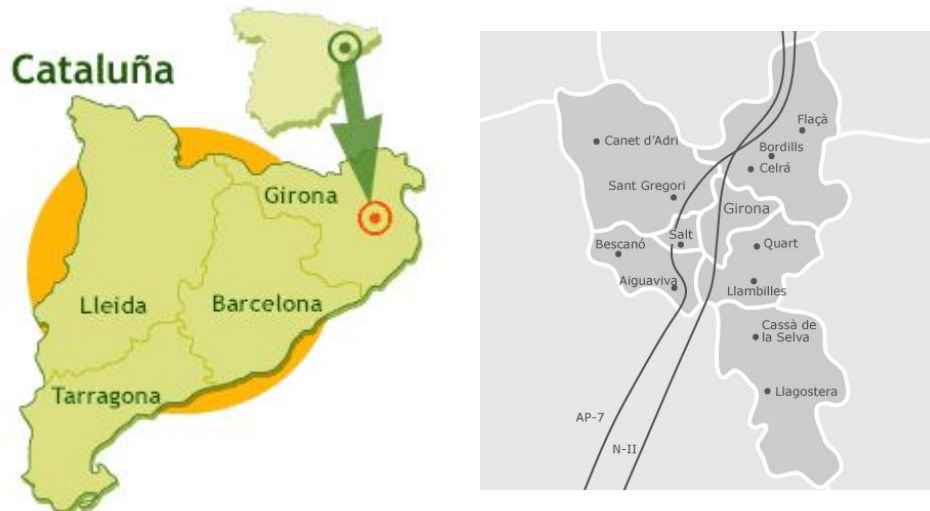 Cataluña
Girona
Lleida
Barcelona
Tarragona
Flaçà
Canet d'Adri
Bordills
Celrá
Sant Gregori
Girona
Salt
Bescanó
Quart
Aiguaviva
Llambilles
Cassà de
la Selva
Llagostera
AP-7
N-II